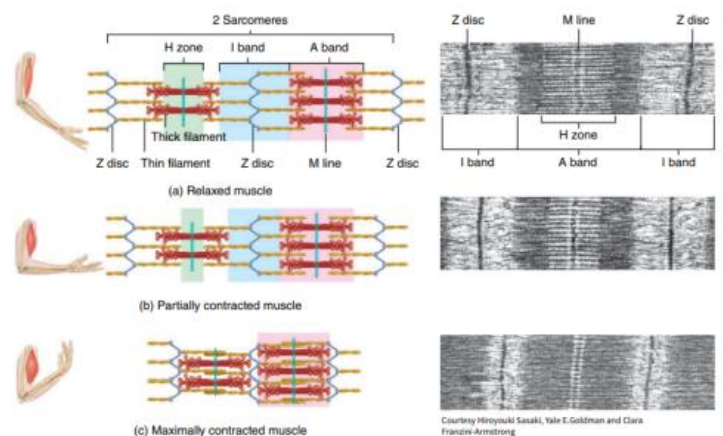 2 Sarcomeres
H zone
I band
A band
Thick filament
Z disc
Thin filament
Z disc
M line
Z disc
(a) Relaxed muscle
Z disc
M line
Z disc
H zone
I band
A band
I band
(b) Partially contracted muscle
(c) Maximally contracted muscle
Courtesy Hiroyouki Sasaki, Yale E.Goldman and Clara
Franzini-Armstrong